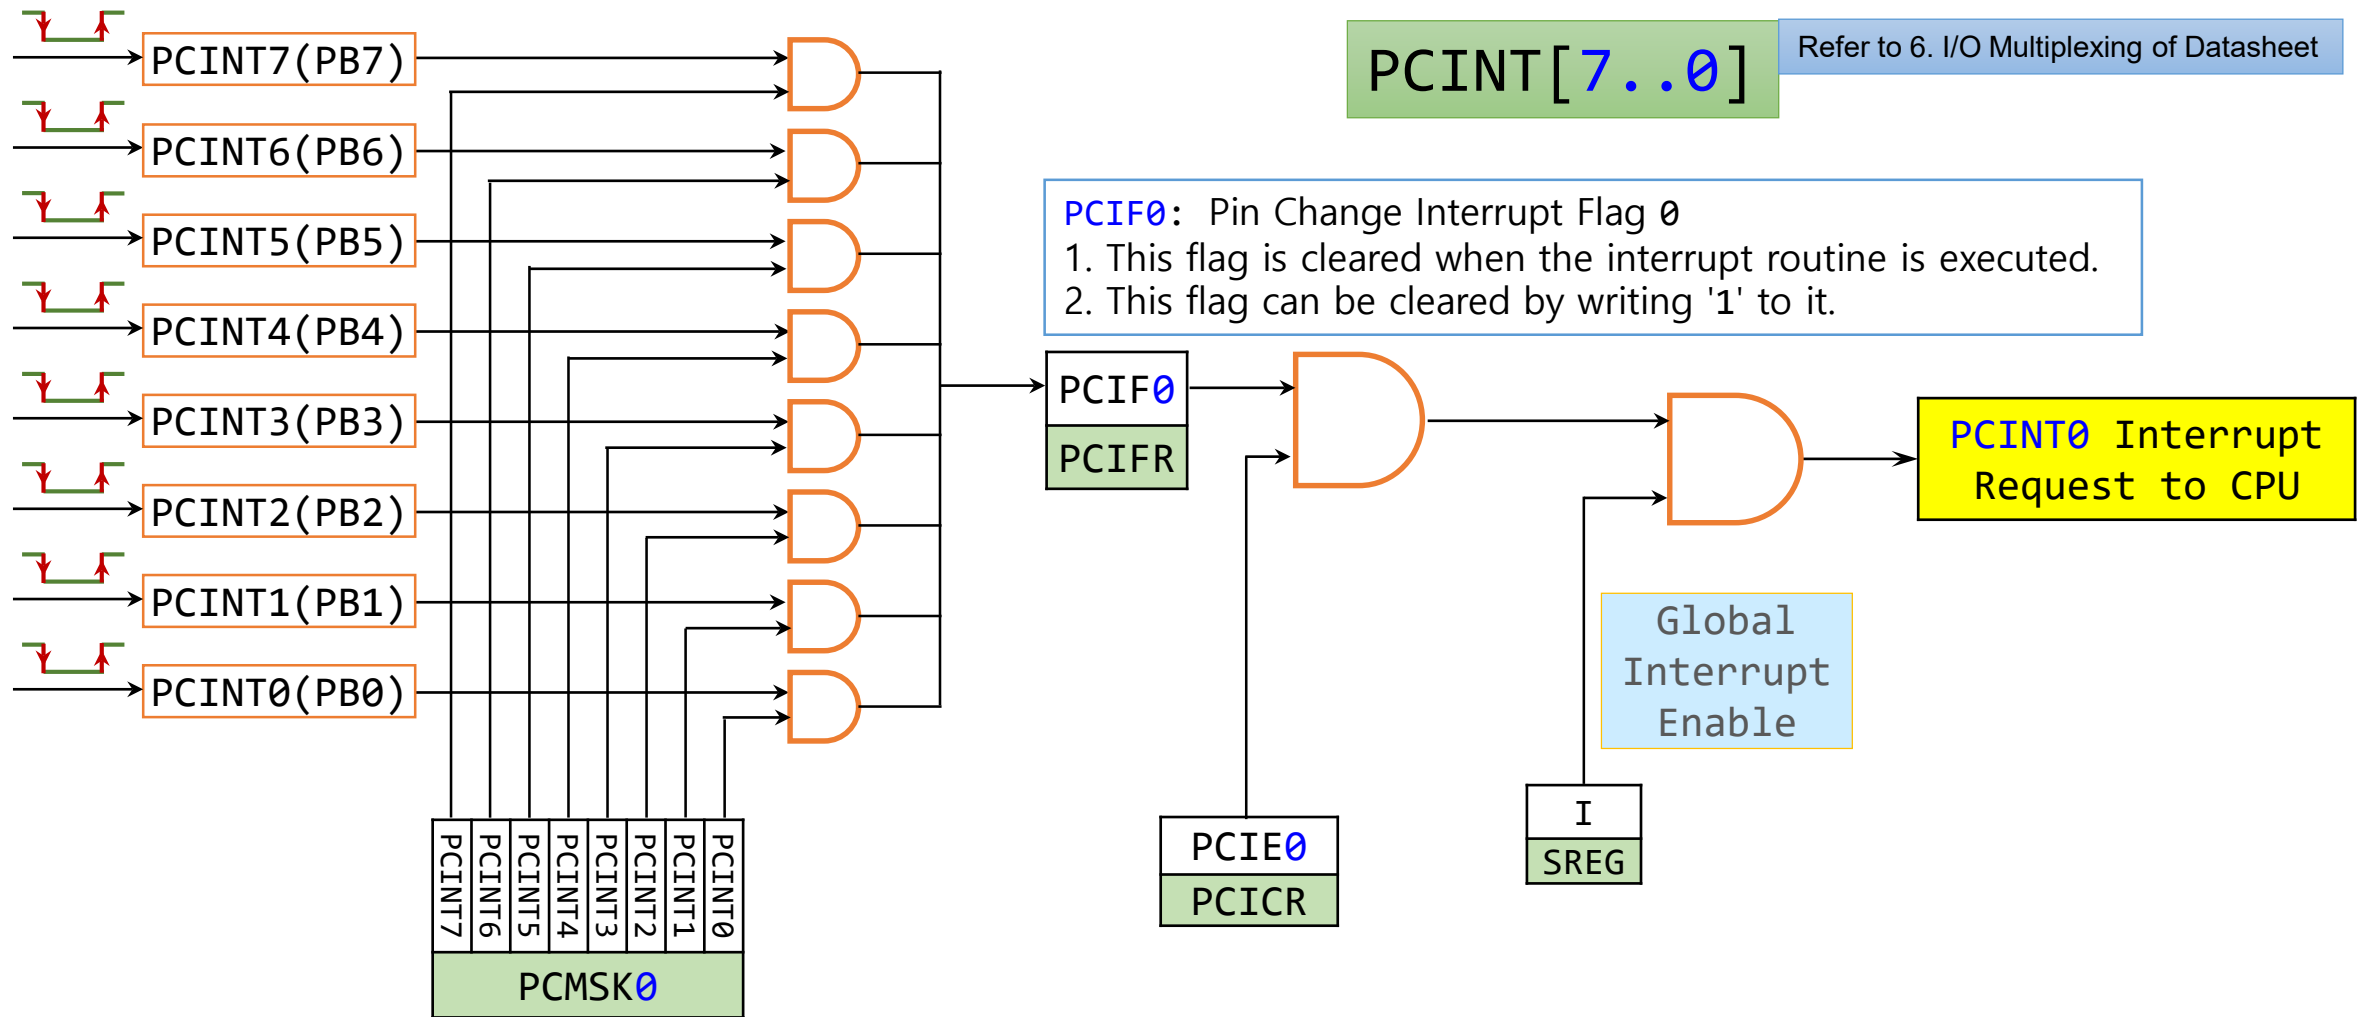 PCINT[7..0]
Refer to 6. I/O Multiplexing of Datasheet
PCINT7(PB7)
PCINT6(PB6)
PCINT5(PB5)
PCINT4(PB4)
PCINT3(PB3)
PCINT2(PB2)
PCINT1(PB1)
PCINT0(PB0)
PCIF0: Pin Change Interrupt Flag 0
1. This flag is cleared when the interrupt routine is executed.
2. This flag can be cleared by writing '1' to it.
PCIF0
PCIFR
PCINT0 Interrupt
Request to CPU
Global
Interrupt
Enable
I
SREG
PCIE0
PCICR
PCINT7
PCINT6
PCINT5
PCINT4
PCINT3
PCINT2
PCINT1
PCINT0
PCMSK0